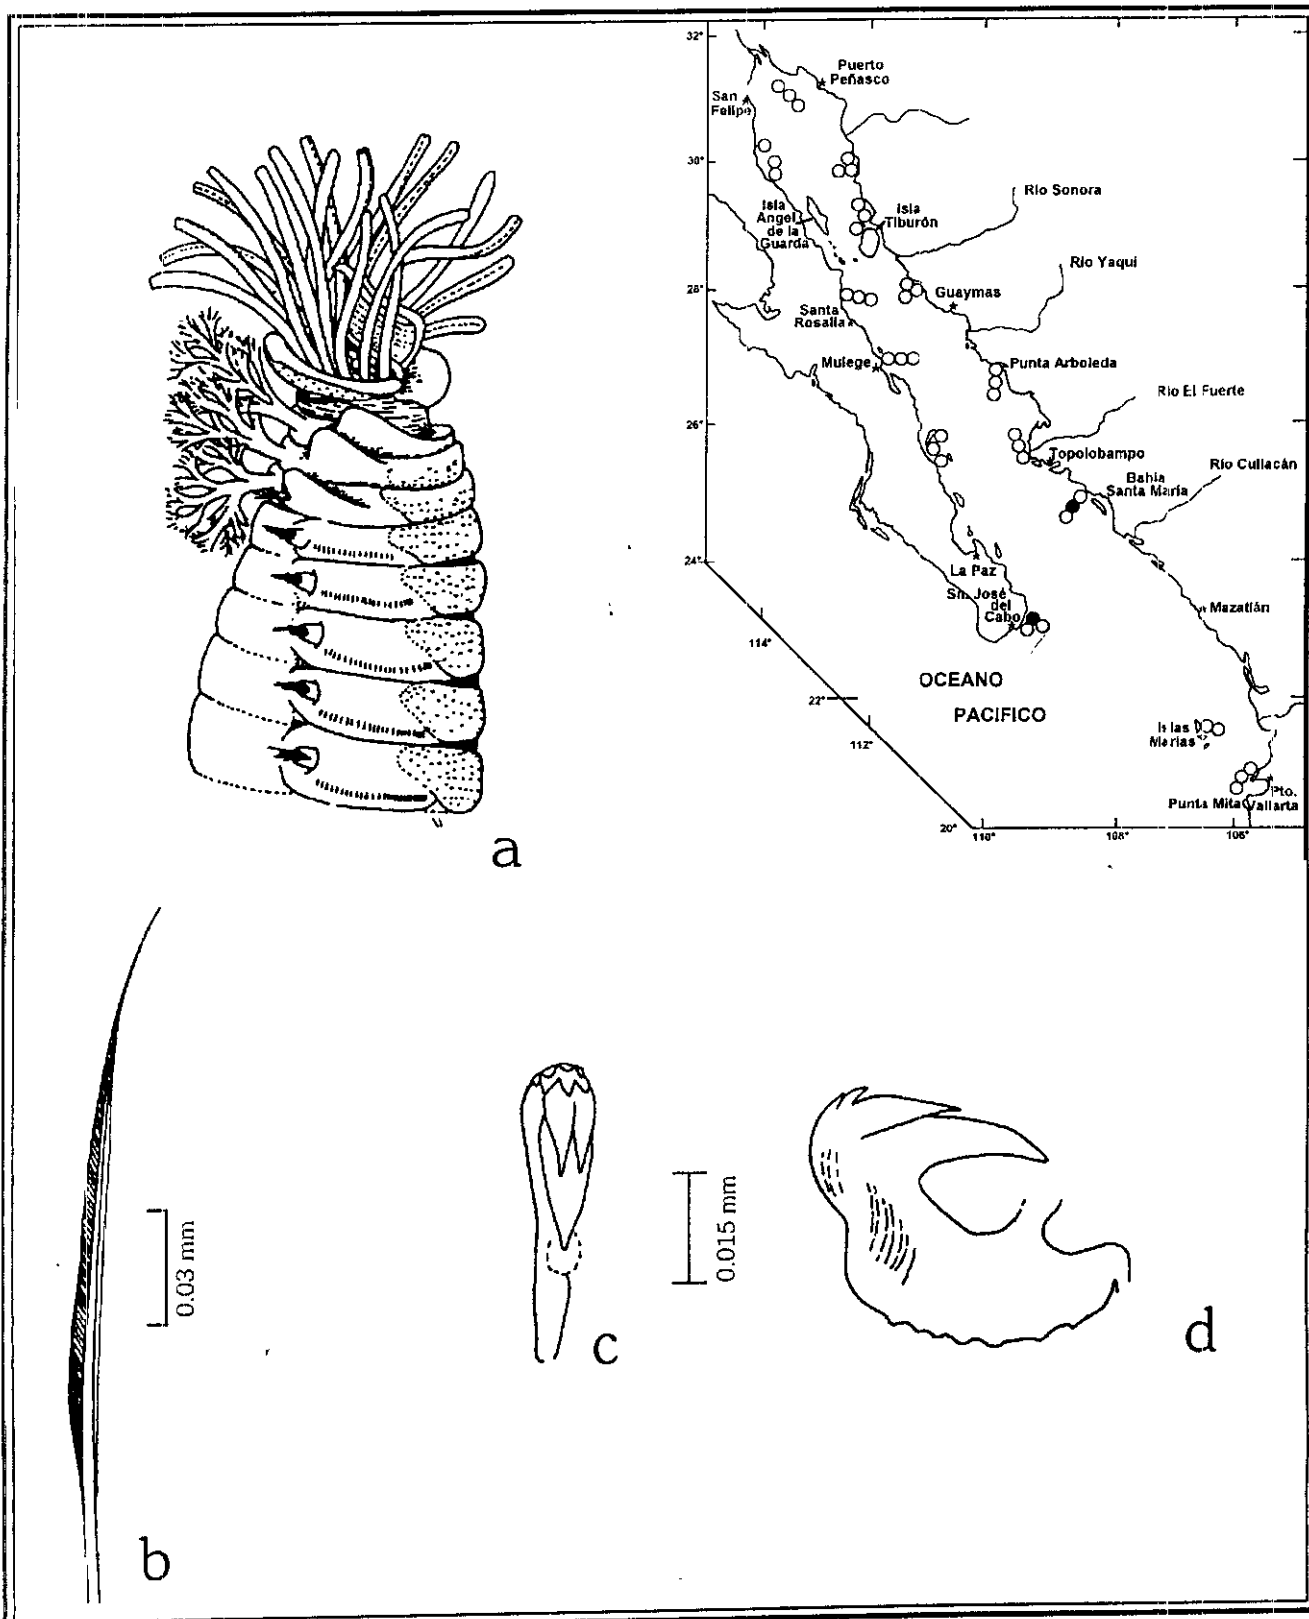 32°
Puerto
Peñasco
San
Felipe
30°
Río Sonora
Isla
Angel
de la
Guarda
Isla
Tiburón
Río Yaqui
28°
Guaymas
Santa
Rosalia
Mulege
Punta Arboleda
Río El Fuerte
26°
Topolobampo
Río Culiacán
Bahía
Santa María
24°
La Paz
Sn. José
del
Cabo
Mazatlán
114°
OCEANO
PACIFICO
22°
112°
Islas
Marías
Pto.
Punta Mita Vallarta
20°
110°
108°
106°
a
0.03 mm
b
c
0.015 mm
d